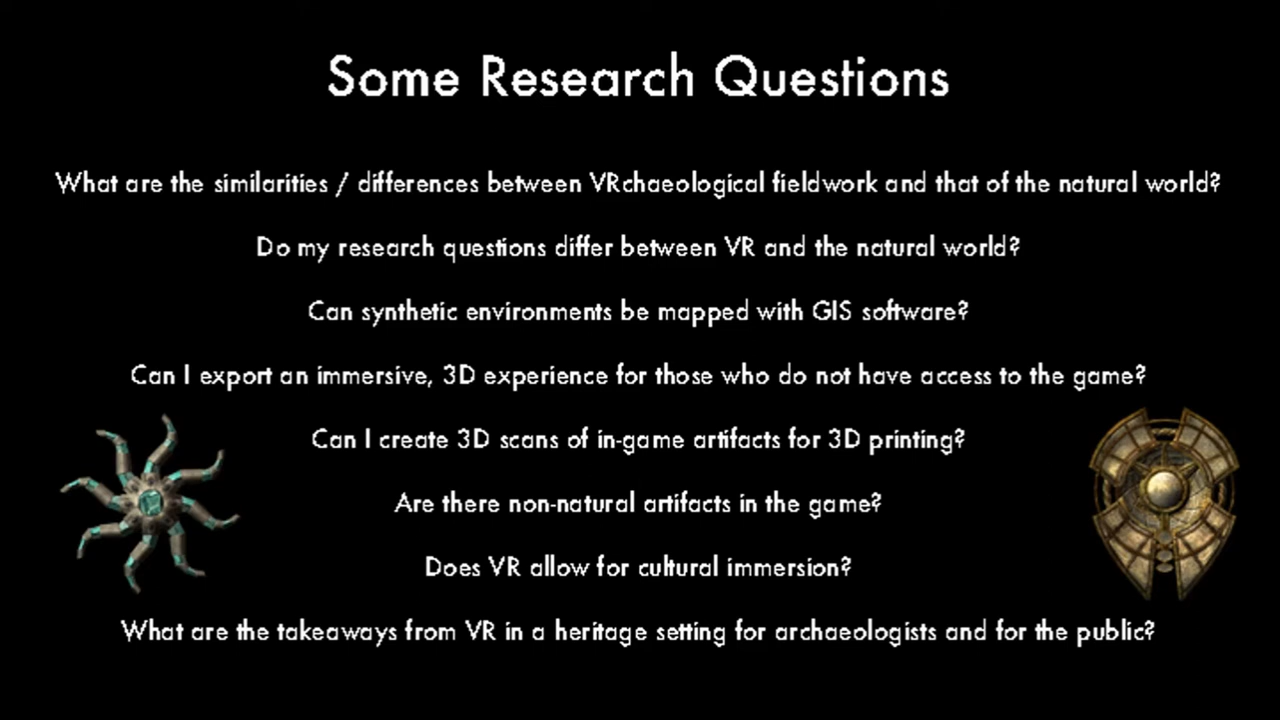 Some Research Questions
What are the similarities / differences between VRchaeological fieldwork and that of the natural world?
Do my research questions differ between VR and the natural world?
Can synthetic environments be mapped with GIS software?
Can I export an immersive, 3D experience for those who do not have access to the game?
Can I create 3D scans of in-game artifacts for 3D printing?
Are there non-natural artifacts in the game?
Does VR allow for cultural immersion?
What are the takeaways from VR in a heritage setting for archaeologists and for the public?